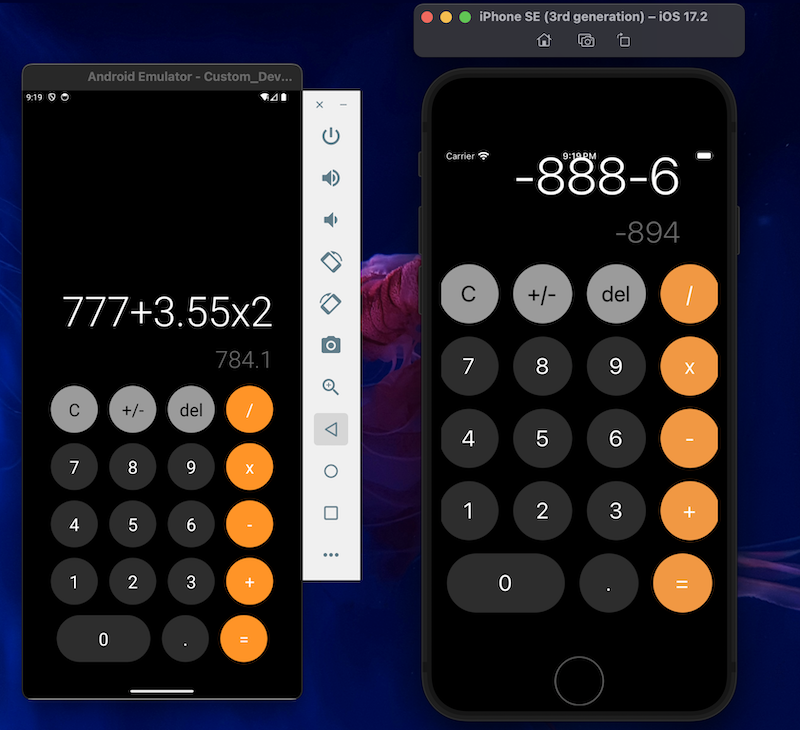 Android Emulator - Custom_Dev...
9:19
777+3.55x2
784.1
C +/- del /
7 8 9 x
4 5 6 -
1 2 3 +
0 . =
iPhone SE (3rd generation) – iOS 17.2
Carrier 9:19 PM
-888-6
-894
C +/- del /
7 8 9 x
4 5 6 -
1 2 3 +
0 . =